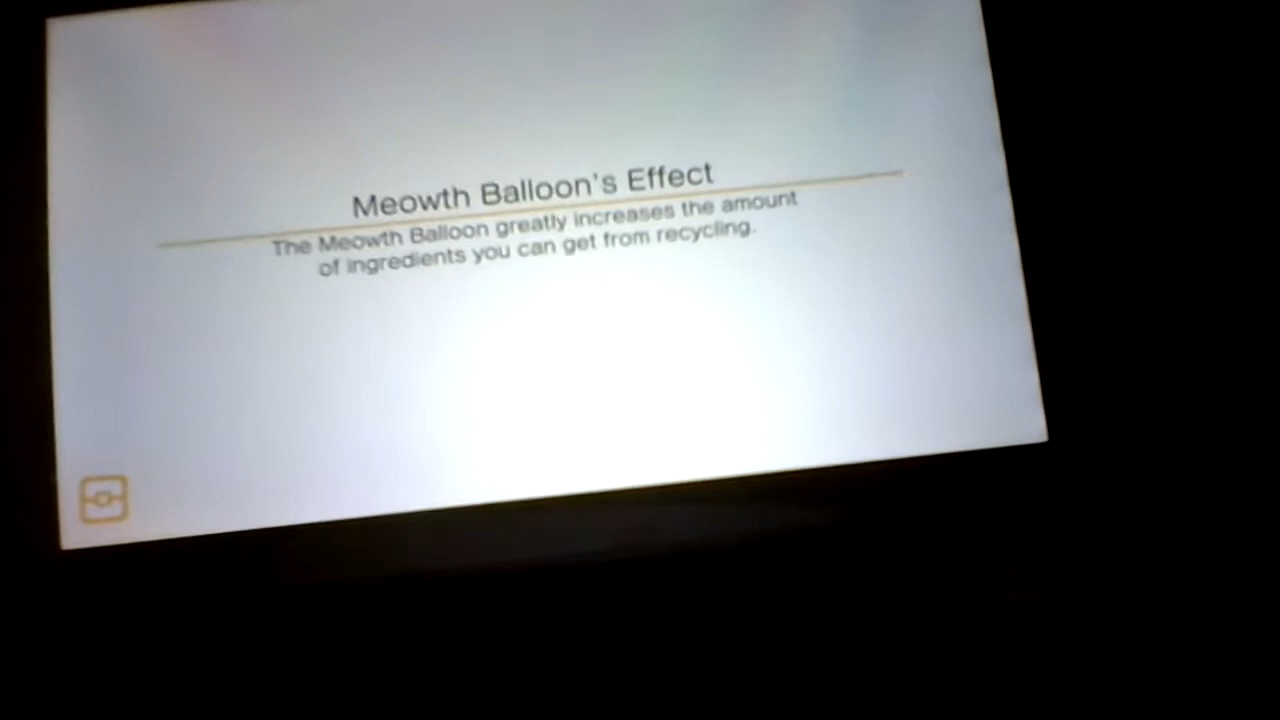 Meowth Balloon's Effect
The Meowth Balloon greatly increases the amount
of ingredients you can get from recycling.